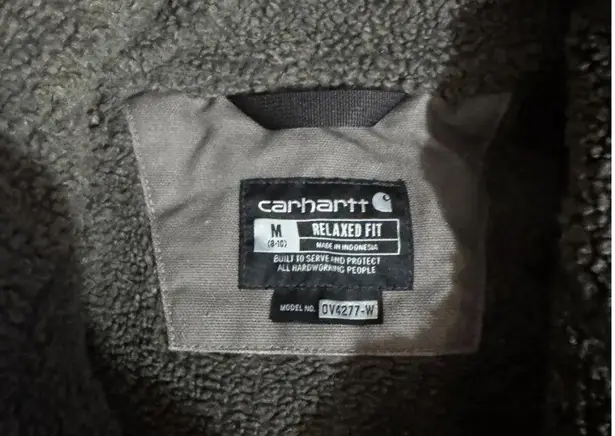 carhartt
M
(8-10)
RELAXED FIT
MADE IN INDONESIA
BUILT TO SERVE AND PROTECT
ALL HARDWORKING PEOPLE
MODEL NO. OV4277-W